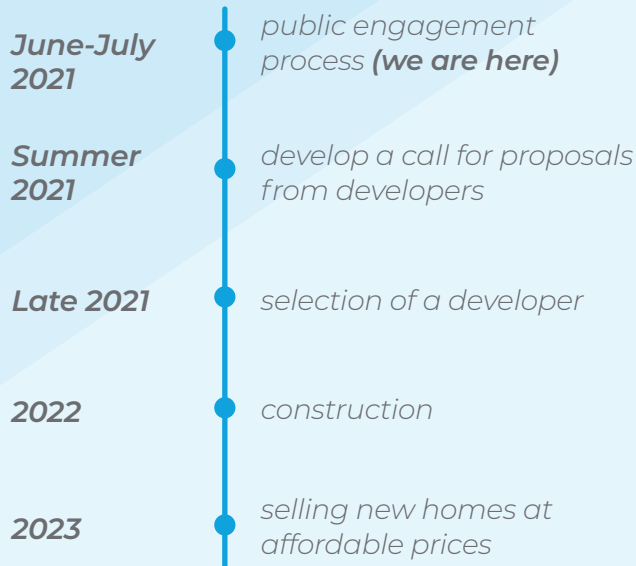 June-July
2021
public engagement
process (we are here)
Summer
2021
develop a call for proposals
from developers
Late 2021
selection of a developer
2022
construction
2023
selling new homes at
affordable prices